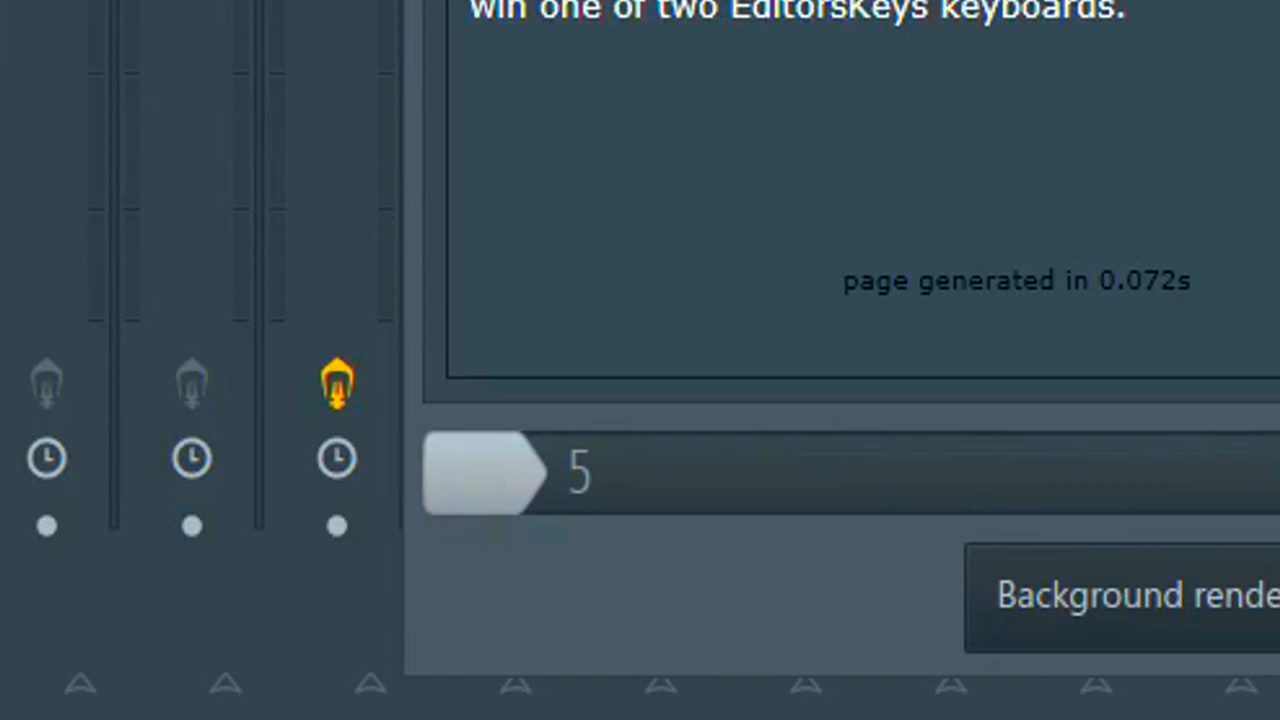 win one of two EditorsKeys keyboards.
page generated in 0.072s
5
Background rende